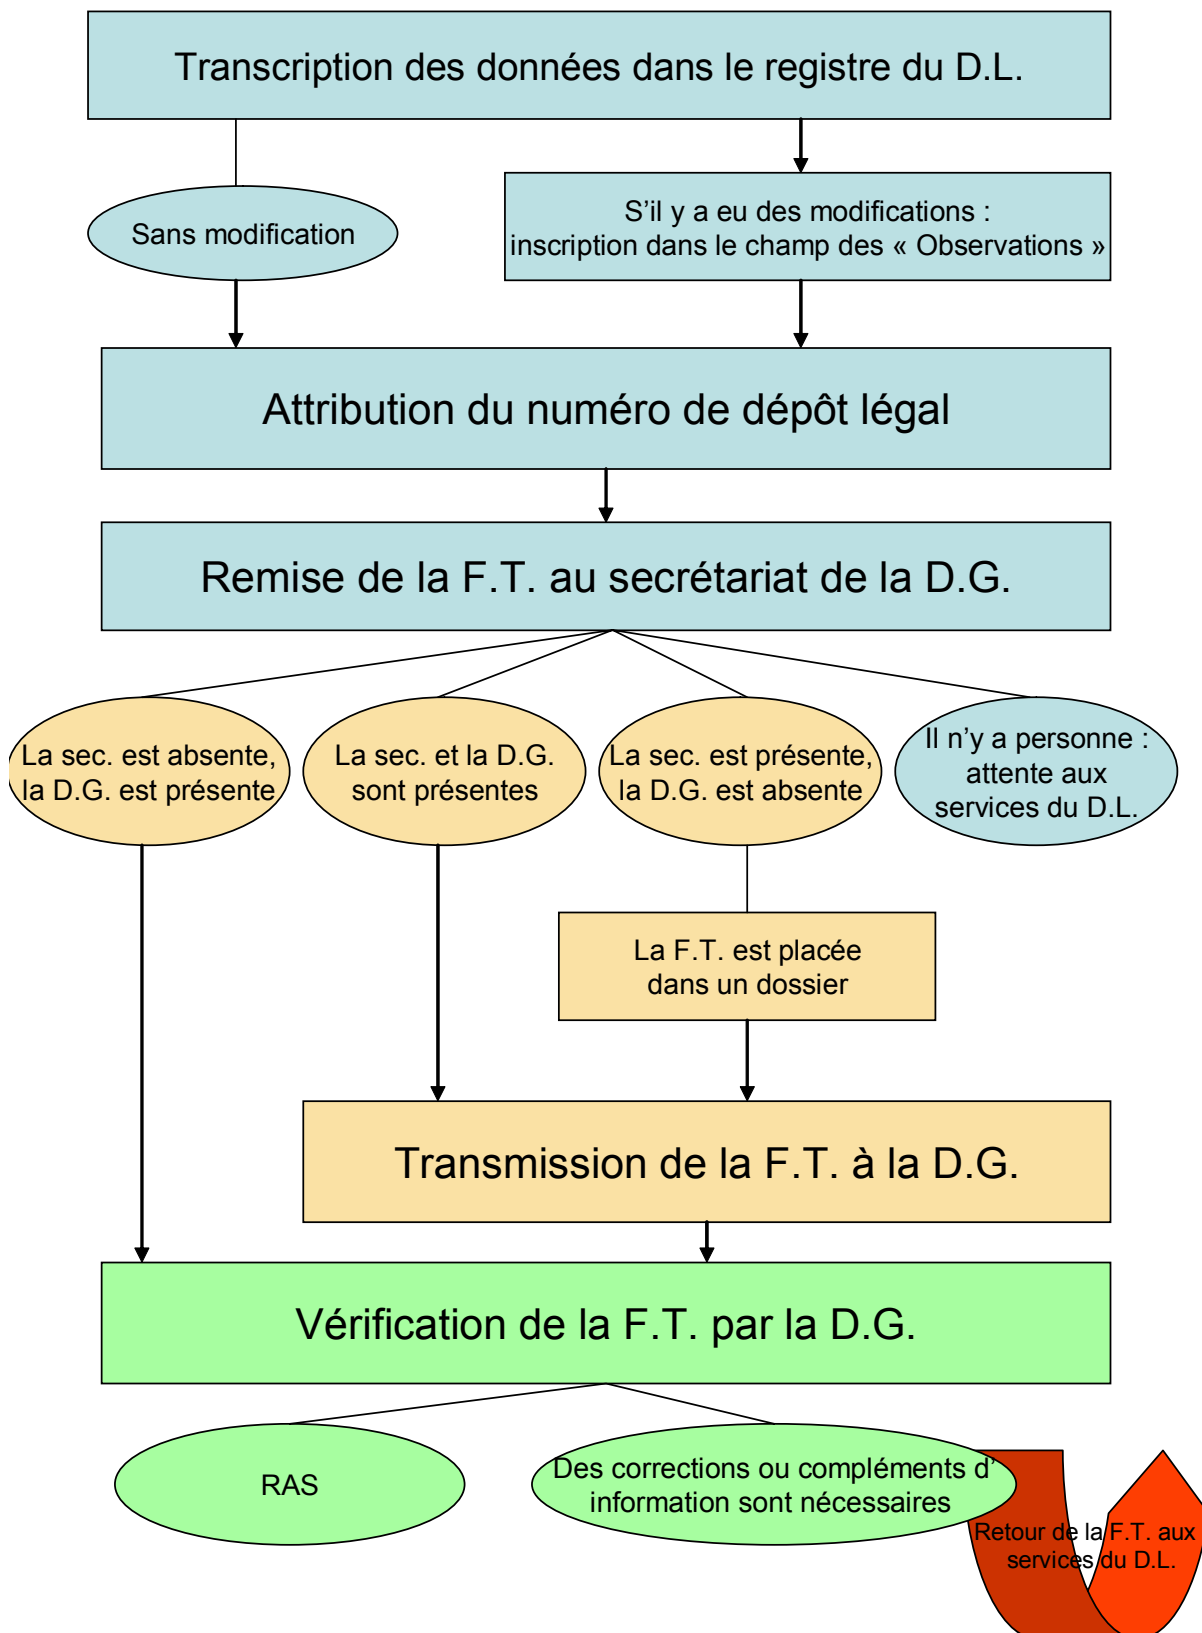 Transcription des données dans le registre du D.L.
Sans modification
S’il y a eu des modifications :
inscription dans le champ des « Observations »
Attribution du numéro de dépôt légal
Remise de la F.T. au secrétariat de la D.G.
La sec. est absente,
la D.G. est présente
La sec. et la D.G.
sont présentes
La sec. est présente,
la D.G. est absente
Il n’y a personne :
attente aux
services du D.L.
La F.T. est placée
dans un dossier
Transmission de la F.T. à la D.G.
Vérification de la F.T. par la D.G.
RAS
Des corrections ou compléments d’
information sont nécessaires
Retour de la F.T. aux
services du D.L.